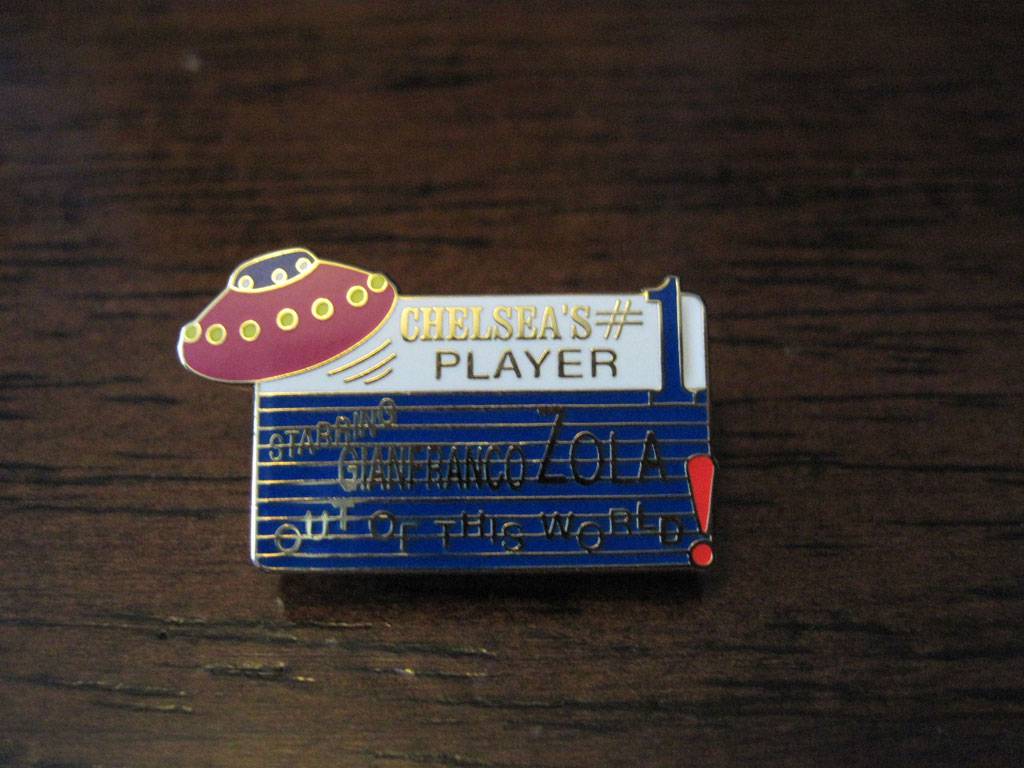 CHELSEA'S #1
PLAYER
STARRING
GIANFRANCO ZOLA
OUT OF THIS WORLD!